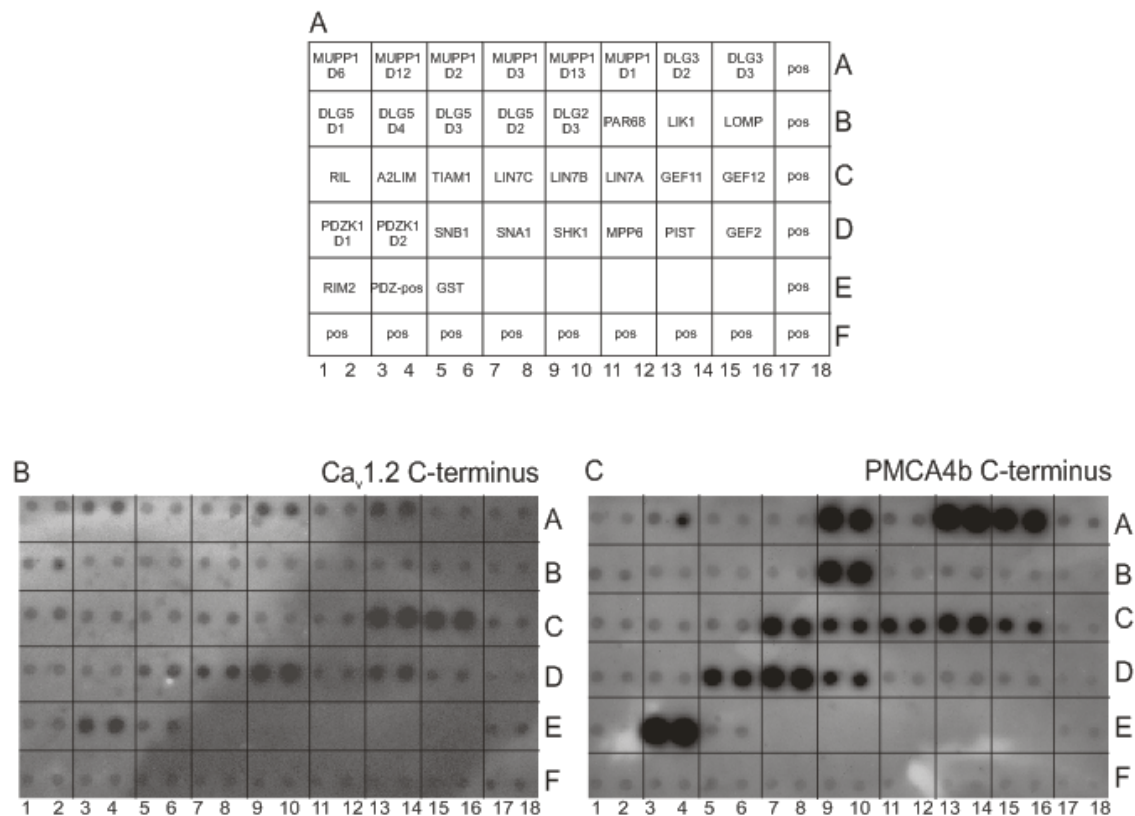 A
MUPP1 MUPP1 MUPP1 MUPP1 MUPP1 MUPP1 DLG3 DLG3 pos A
D6 D12 D2 D3 D13 D1 D2 D3
DLG5 DLG5 DLG5 DLG5 DLG2 PAR68 LIK1 LOMP pos B
D1 D4 D3 D2 D3
RIL A2LIM TIAM1 LIN7C LIN7B LIN7A GEF11 GEF12 pos C
PDZK1 PDZK1 SNB1 SNA1 SHK1 MPP6 PIST GEF2 pos D
D1 D2
RIM2 PDZ-pos GST pos E
pos pos pos pos pos pos pos pos pos F
1 2 3 4 5 6 7 8 9 10 11 12 13 14 15 16 17 18
B Cav1.2 C-terminus
A
B
C
D
E
F
1 2 3 4 5 6 7 8 9 10 11 12 13 14 15 16 17 18
C PMCA4b C-terminus
A
B
C
D
E
F
1 2 3 4 5 6 7 8 9 10 11 12 13 14 15 16 17 18